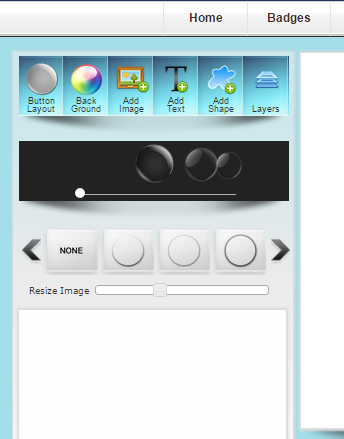 Home Badges
Button Layout
Back Ground
Add Image
Add Text
Add Shape
Layers
NONE
Resize Image